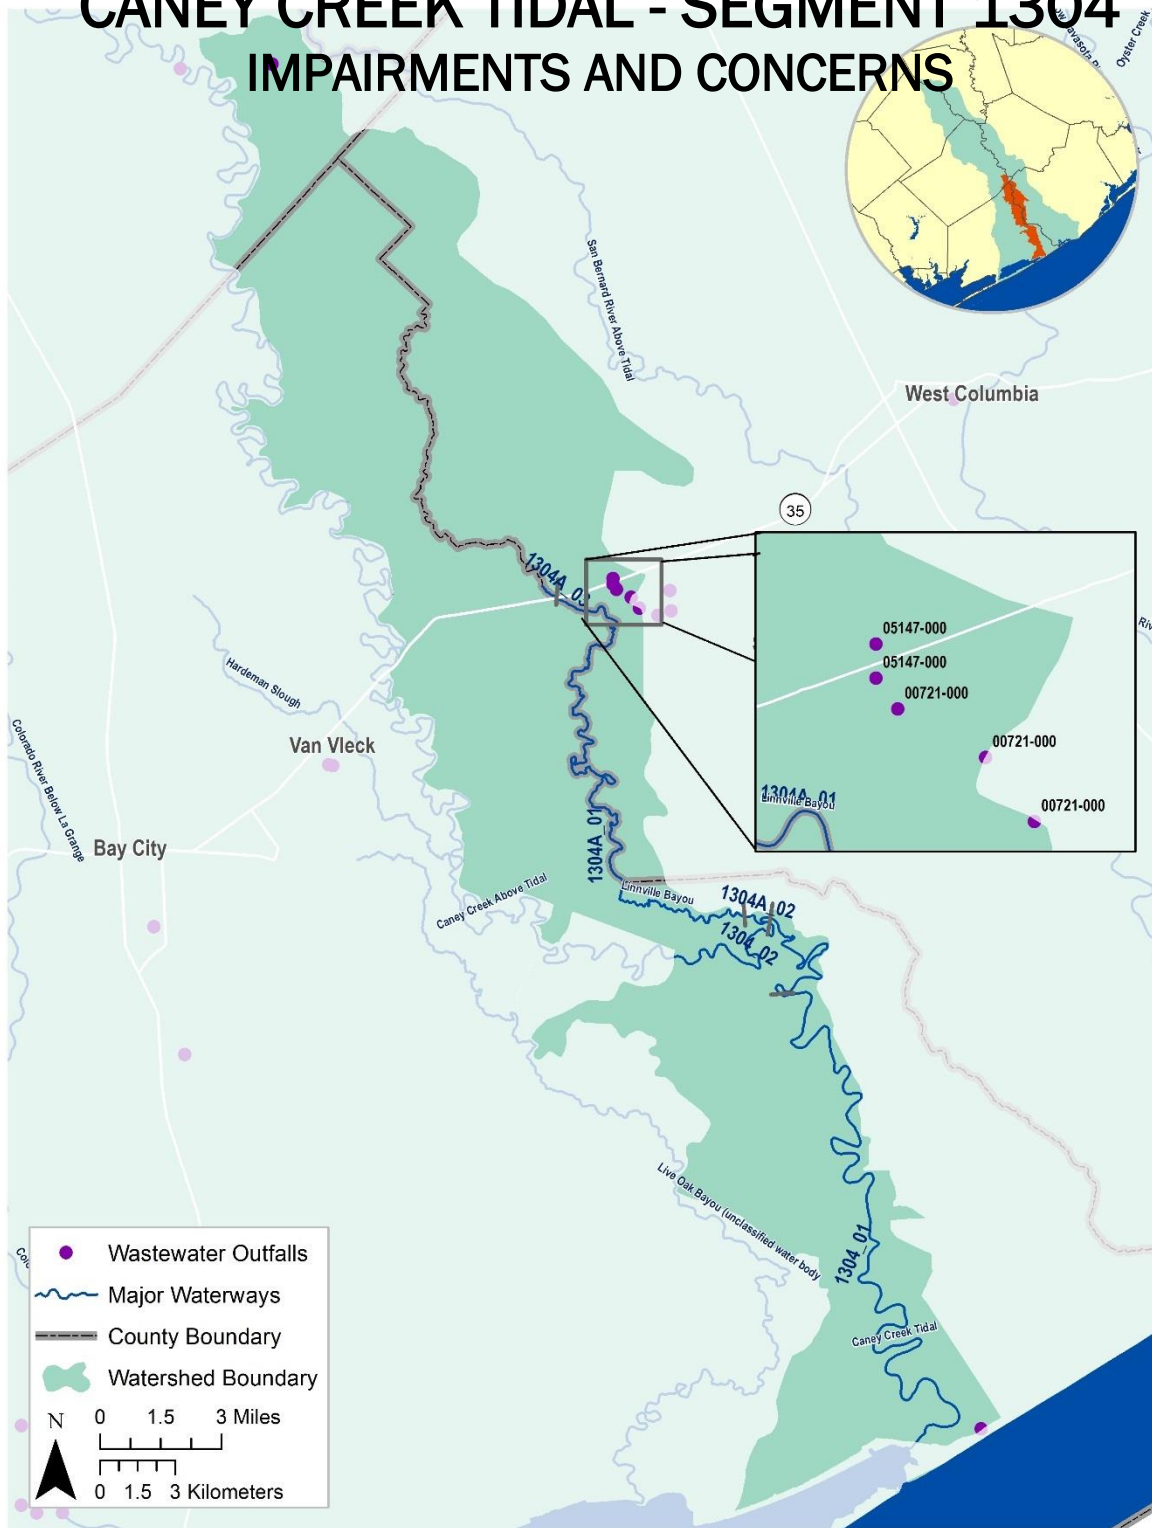 CANEY CREEK TIDAL - SEGMENT 1304
IMPAIRMENTS AND CONCERNS
Oyster Creek
San Bernard River Above Tidal
West Columbia
35
1304A_03
05147-000
05147-000
00721-000
00721-000
00721-000
1304A_01
Linnville Bayou
Hardeman Slough
Van Vleck
Colorado River Below La Grange
Bay City
1304A_01
Caney Creek Above Tidal
Linnville Bayou
1304A_02
1304_02
Live Oak Bayou (unclassified water body
1304_01
Caney Creek Tidal
Wastewater Outfalls
Major Waterways
County Boundary
Watershed Boundary
N
0 1.5 3 Miles
0 1.5 3 Kilometers